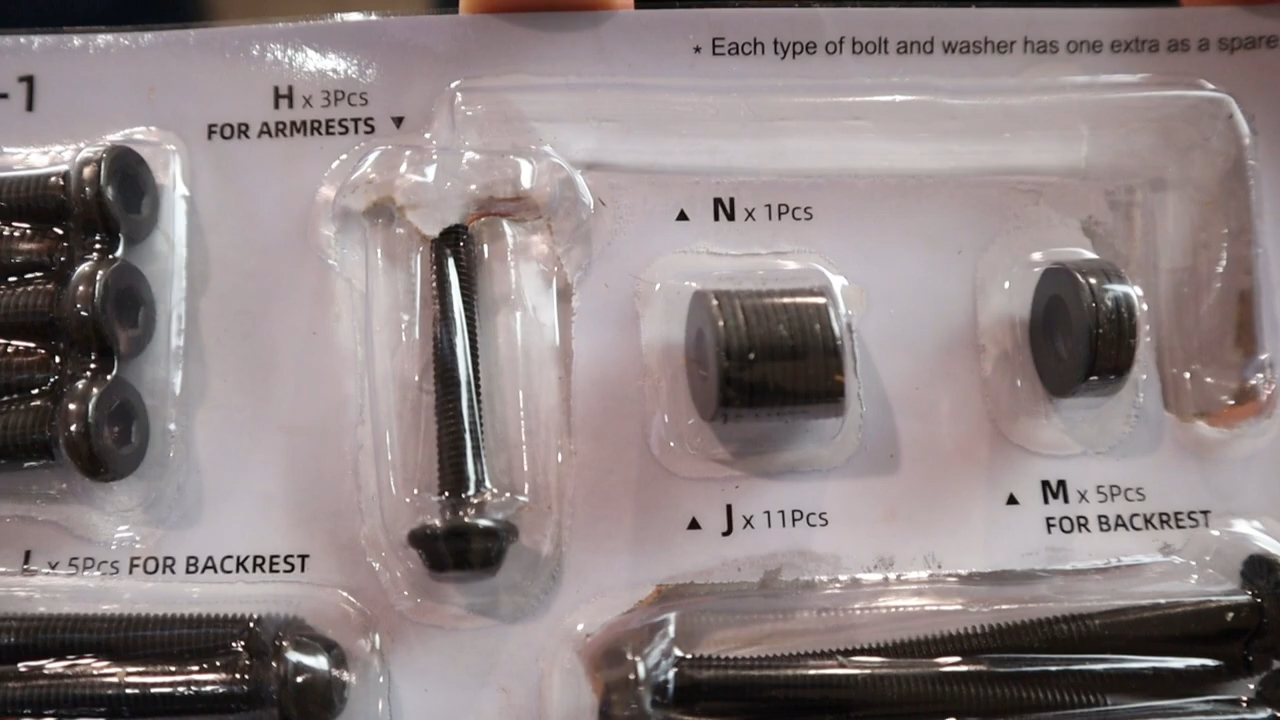 * Each type of bolt and washer has one extra as a spare
-1
H x 3Pcs
FOR ARMRESTS ▼
▲ N x 1Pcs
▲ J x 11Pcs
▲ M x 5Pcs
FOR BACKREST
x 5Pcs FOR BACKREST